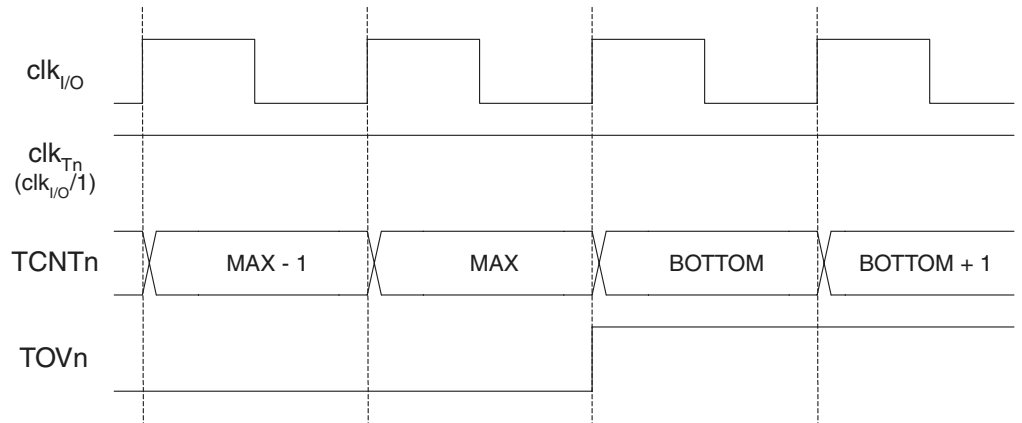 clkI/O
clkTn
(clkI/O/1)
TCNTn MAX - 1 MAX BOTTOM BOTTOM + 1
TOVn